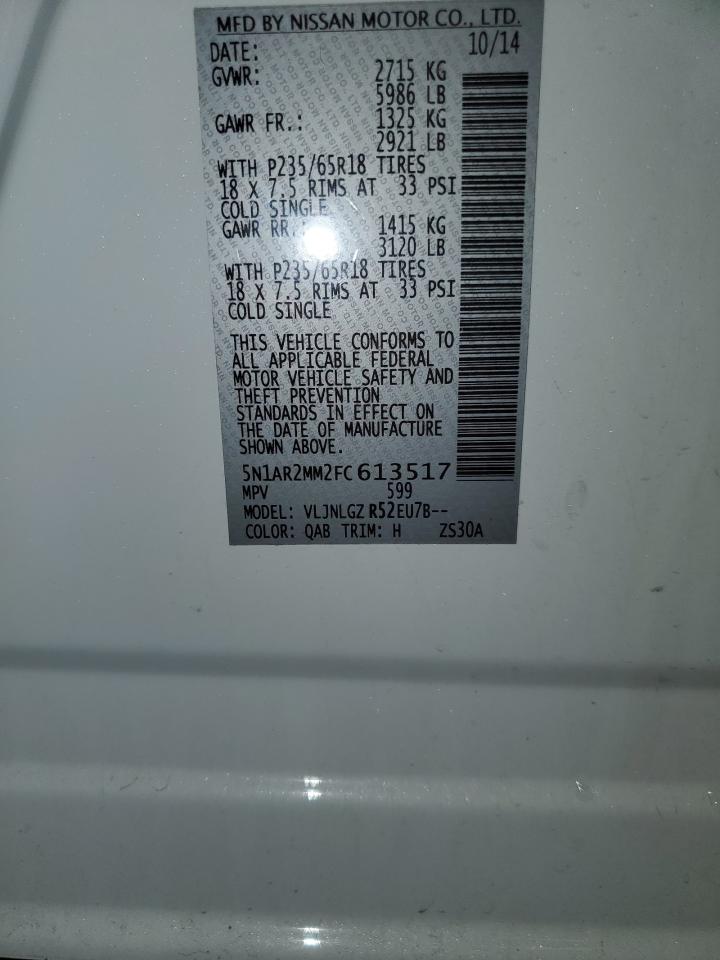 MFD BY NISSAN MOTOR CO., LTD.
DATE: 10/14
GVWR: 2715 KG
5986 LB
GAWR FR.: 1325 KG
2921 LB
WITH P235/65R18 TIRES
18 X 7.5 RIMS AT 33 PSI
COLD SINGLE
GAWR RR.: 1415 KG
3120 LB
WITH P235/65R18 TIRES
18 X 7.5 RIMS AT 33 PSI
COLD SINGLE
THIS VEHICLE CONFORMS TO
ALL APPLICABLE FEDERAL
MOTOR VEHICLE SAFETY AND
THEFT PREVENTION
STANDARDS IN EFFECT ON
THE DATE OF MANUFACTURE
SHOWN ABOVE.
5N1AR2MM2FC613517
MPV 599
MODEL: VLJNLGZ R52EU7B--
COLOR: QAB TRIM: H ZS30A